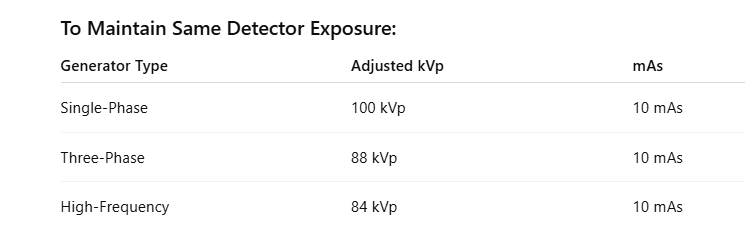 To Maintain Same Detector Exposure:
Generator Type Adjusted kVp mAs
Single-Phase 100 kVp 10 mAs
Three-Phase 88 kVp 10 mAs
High-Frequency 84 kVp 10 mAs